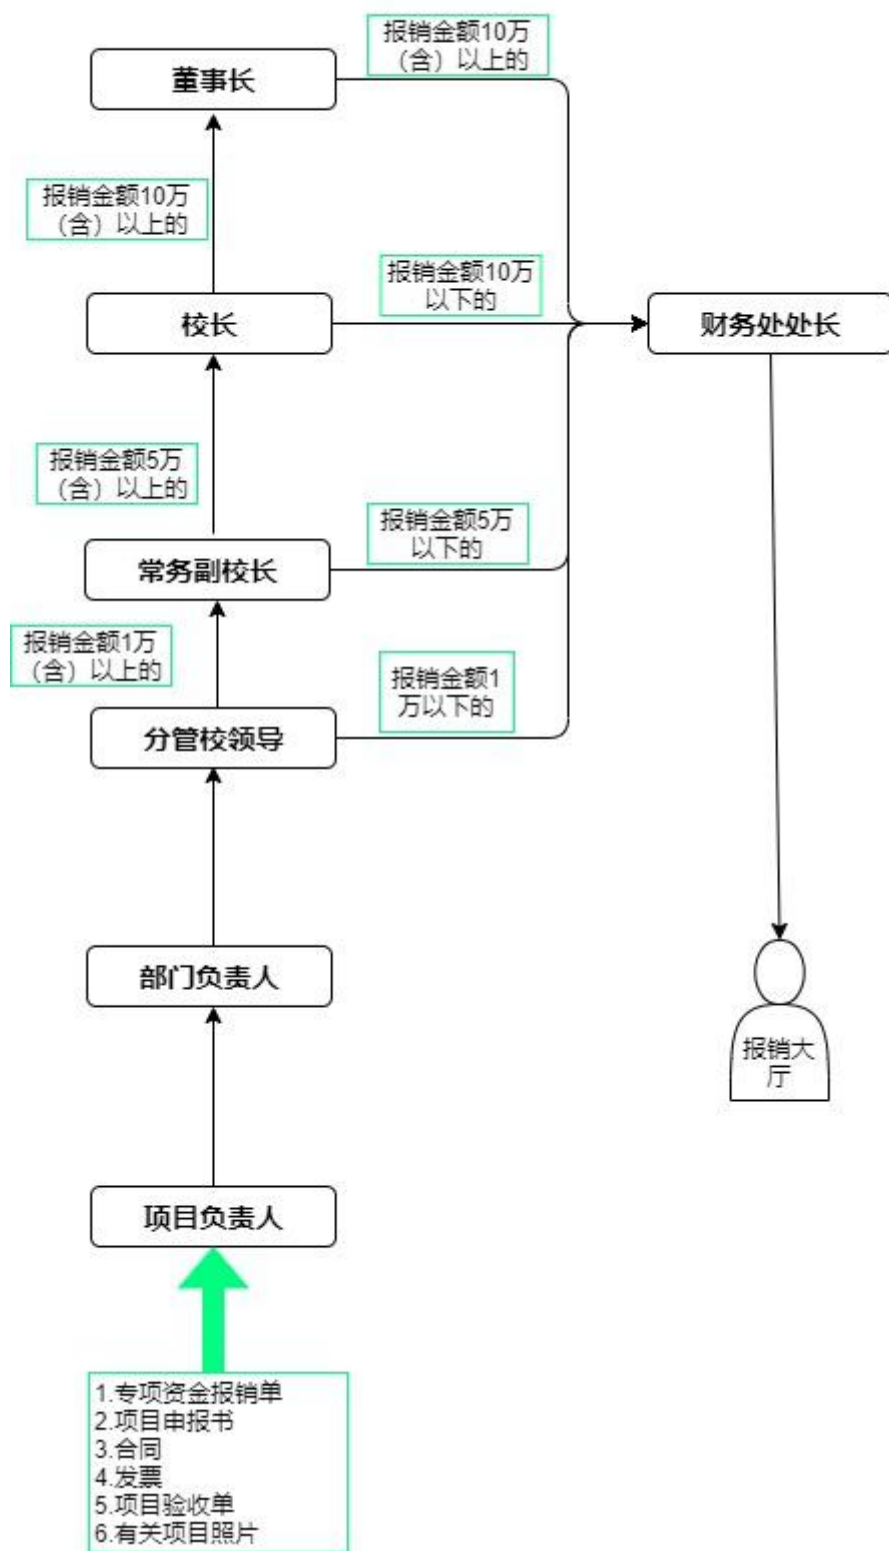 报销金额10万
（含）以上的
董事长
报销金额10万
（含）以上的
报销金额10万
以下的
校长
财务处处长
报销金额5万
（含）以上的
报销金额5万
以下的
常务副校长
报销金额1万
（含）以上的
报销金额1
万以下的
分管校领导
部门负责人
报销大
厅
项目负责人
1.专项资金报销单
2.项目申报书
3.合同
4.发票
5.项目验收单
6.有关项目照片